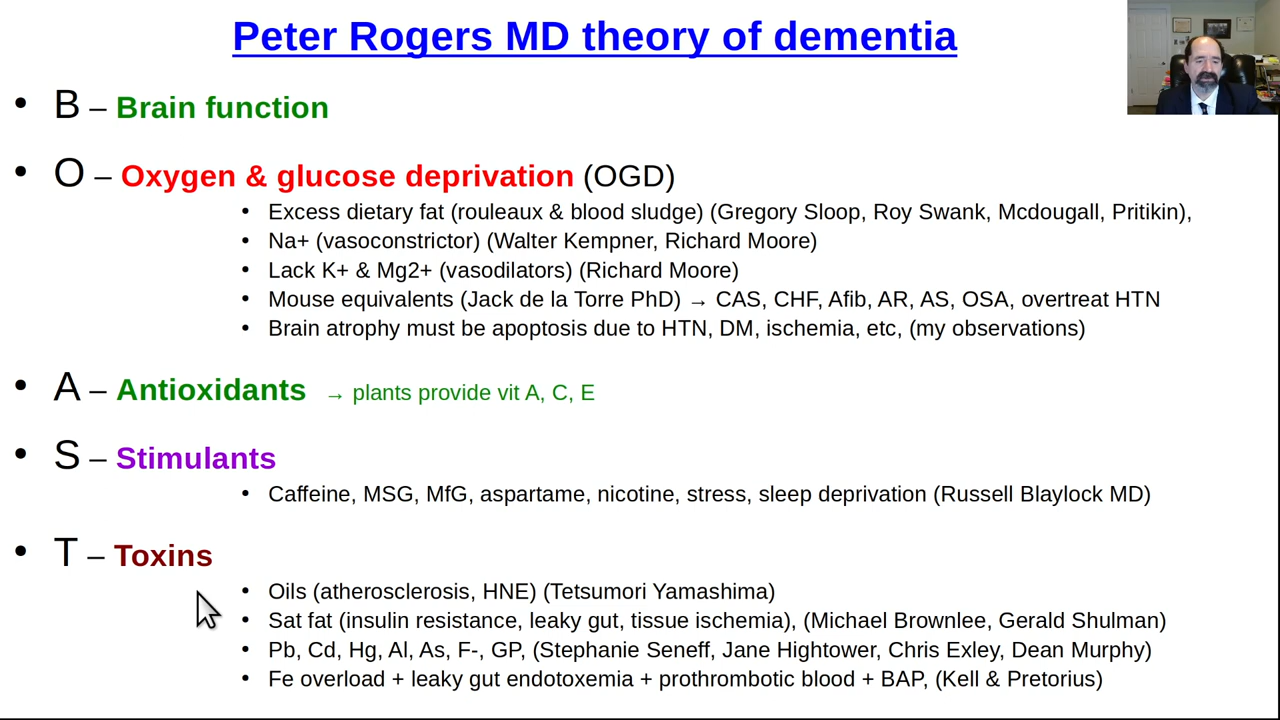 Peter Rogers MD theory of dementia
• B – Brain function
• O – Oxygen & glucose deprivation (OGD)
• Excess dietary fat (rouleaux & blood sludge) (Gregory Sloop, Roy Swank, Mcdougall, Pritikin),
• Na+ (vasoconstrictor) (Walter Kempner, Richard Moore)
• Lack K+ & Mg2+ (vasodilators) (Richard Moore)
• Mouse equivalents (Jack de la Torre PhD) → CAS, CHF, Afib, AR, AS, OSA, overtreat HTN
• Brain atrophy must be apoptosis due to HTN, DM, ischemia, etc, (my observations)
• A – Antioxidants → plants provide vit A, C, E
• S – Stimulants
• Caffeine, MSG, MfG, aspartame, nicotine, stress, sleep deprivation (Russell Blaylock MD)
• T – Toxins
• Oils (atherosclerosis, HNE) (Tetsumori Yamashima)
• Sat fat (insulin resistance, leaky gut, tissue ischemia), (Michael Brownlee, Gerald Shulman)
• Pb, Cd, Hg, Al, As, F-, GP, (Stephanie Seneff, Jane Hightower, Chris Exley, Dean Murphy)
• Fe overload + leaky gut endotoxemia + prothrombotic blood + BAP, (Kell & Pretorius)